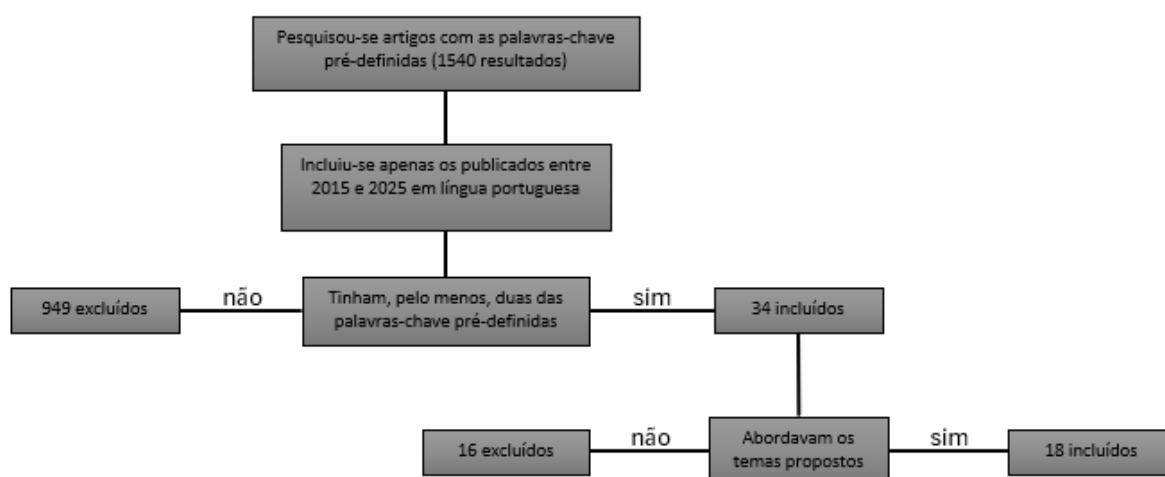 Pesquisou-se artigos com as palavras-chave
pré-definidas (1540 resultados)
Incluiu-se apenas os publicados entre
2015 e 2025 em língua portuguesa
949 excluídos
não
Tinham, pelo menos, duas das
palavras-chave pré-definidas
sim
34 incluídos
16 excluídos
não
Abordavam os
temas propostos
sim
18 incluídos